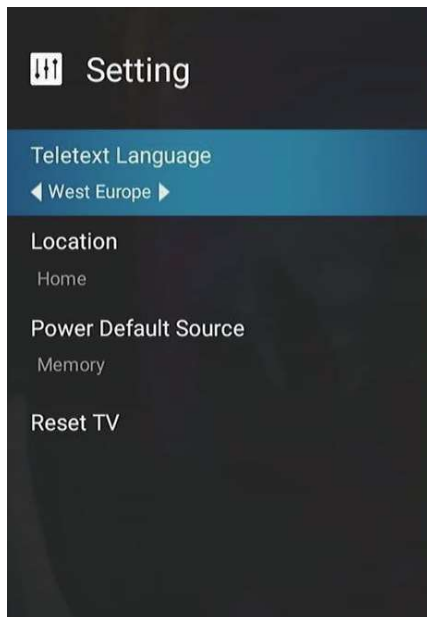 Setting
Teletext Language
West Europe
Location
Home
Power Default Source
Memory
Reset TV